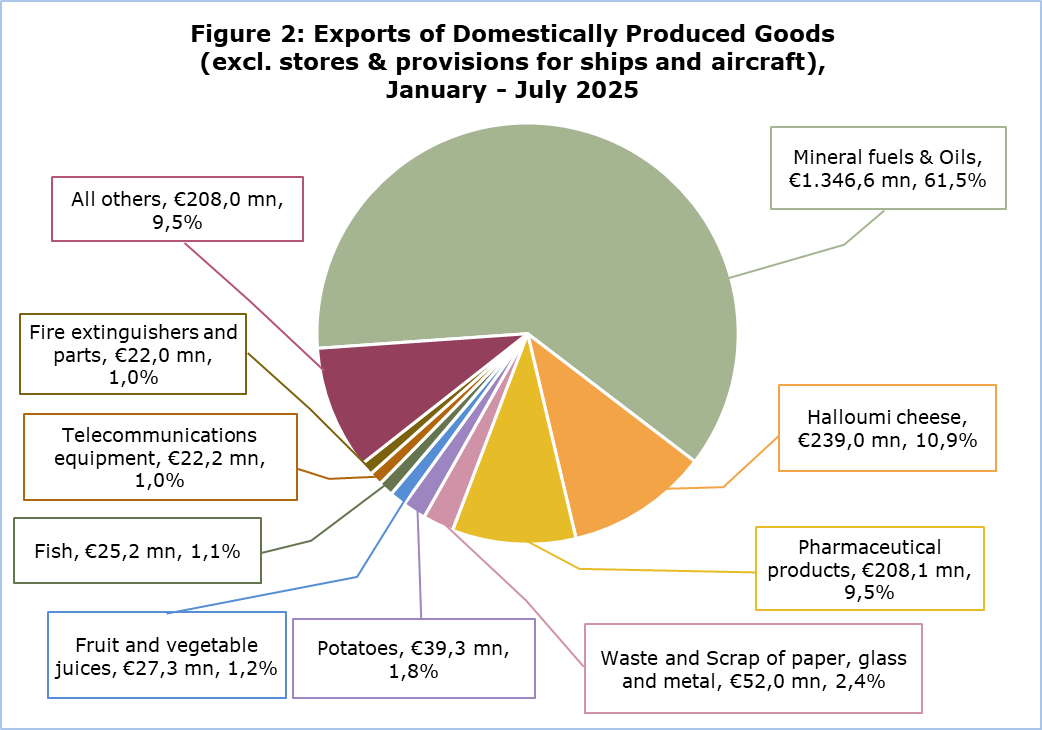 Figure 2: Exports of Domestically Produced Goods
(excl. stores & provisions for ships and aircraft),
January - July 2025
Mineral fuels & Oils,
€1.346,6 mn, 61,5%
All others, €208,0 mn,
9,5%
Fire extinguishers and
parts, €22,0 mn,
1,0%
Halloumi cheese,
€239,0 mn, 10,9%
Telecommunications
equipment, €22,2 mn,
1,0%
Fish, €25,2 mn, 1,1%
Pharmaceutical
products, €208,1 mn,
9,5%
Fruit and vegetable
juices, €27,3 mn, 1,2%
Potatoes, €39,3 mn,
1,8%
Waste and Scrap of paper, glass
and metal, €52,0 mn, 2,4%